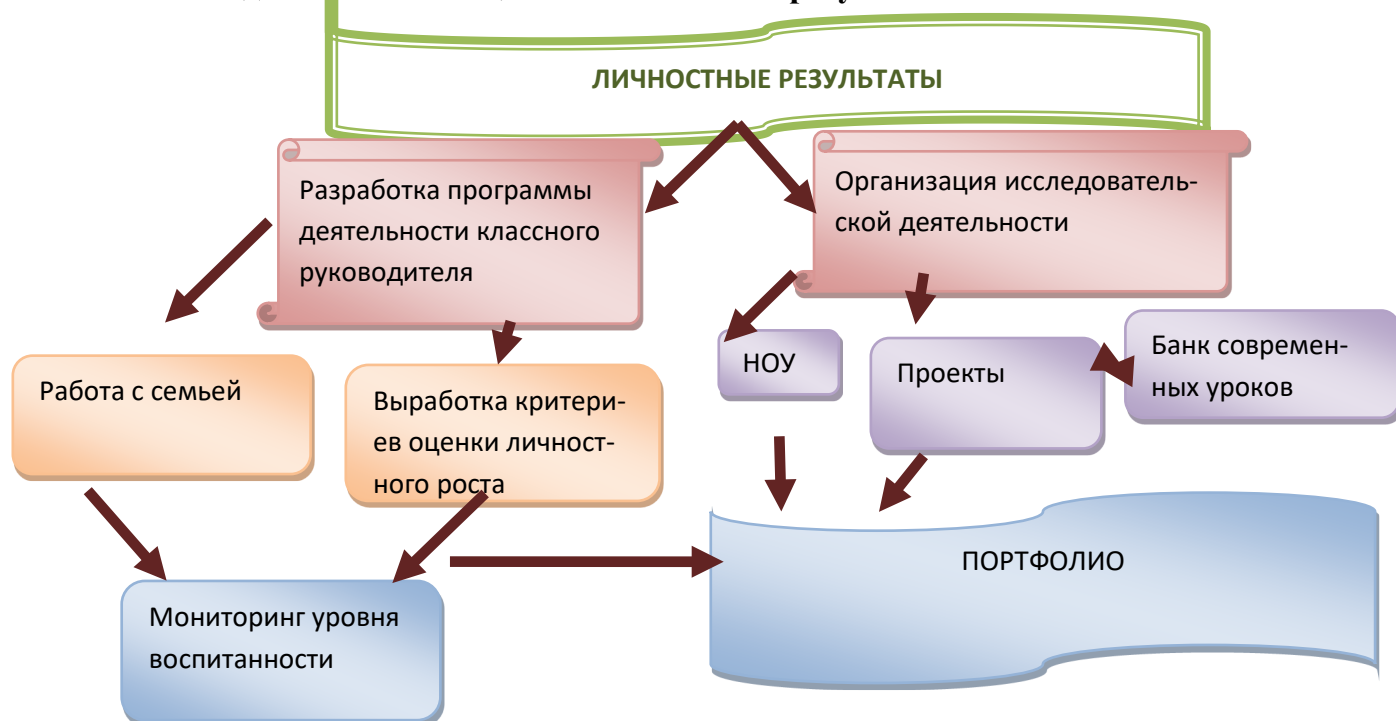 ЛИЧНОСТНЫЕ РЕЗУЛЬТАТЫ
Разработка программы
деятельности классного
руководителя
Организация исследователь-
ской деятельности
Работа с семьей
Выработка критери-
ев оценки личност-
ного роста
НОУ
Проекты
Банк современ-
ных уроков
Мониторинг уровня
воспитанности
ПОРТФОЛИО